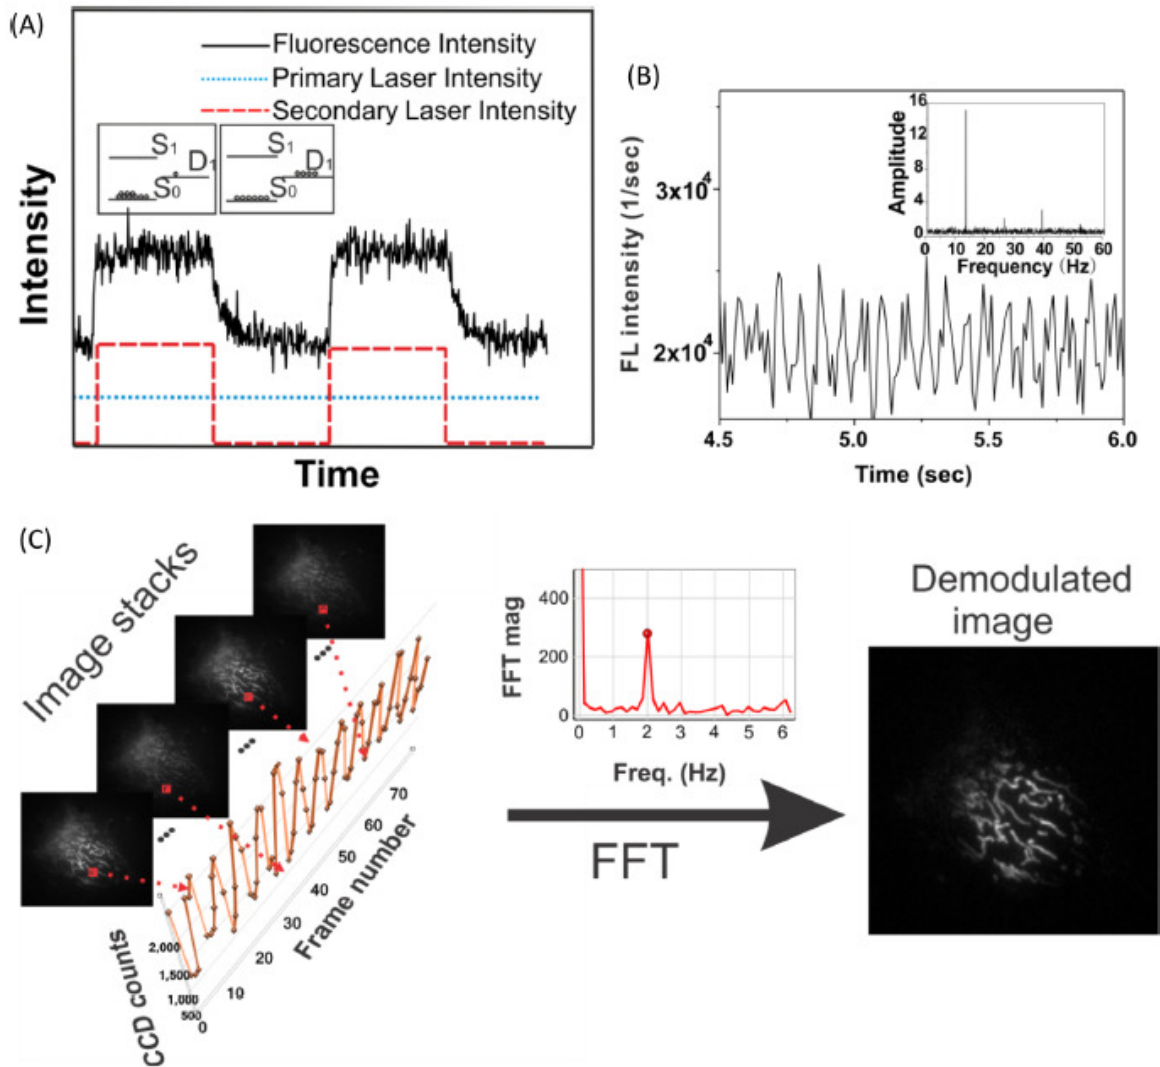 (A)
Fluorescence Intensity
Primary Laser Intensity
Secondary Laser Intensity
S1 S1
D1 D1
S0 S0
Intensity
Time
(B)
16
12
8
4
0
Amplitude
0 10 20 30 40 50 60
Frequency (Hz)
3x10⁴
2x10⁴
FL intensity (1/sec)
4.5 5.0 5.5 6.0
Time (sec)
(C)
Image stacks
2,000
1,500
1,000
500
CCD counts
0 10 20 30 40 50 60 70
Frame number
400
200
0
FFT mag
0 1 2 3 4 5 6
Freq. (Hz)
FFT
Demodulated
image